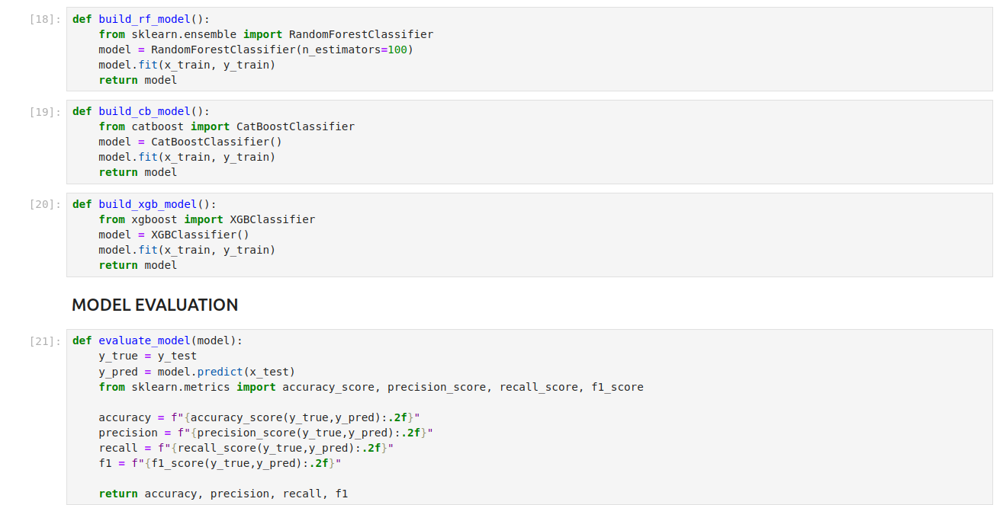 [18]: def build_rf_model():
    from sklearn.ensemble import RandomForestClassifier
    model = RandomForestClassifier(n_estimators=100)
    model.fit(x_train, y_train)
    return model
[19]: def build_cb_model():
    from catboost import CatBoostClassifier
    model = CatBoostClassifier()
    model.fit(x_train, y_train)
    return model
[20]: def build_xgb_model():
    from xgboost import XGBClassifier
    model = XGBClassifier()
    model.fit(x_train, y_train)
    return model
MODEL EVALUATION
[21]: def evaluate_model(model):
    y_true = y_test
    y_pred = model.predict(x_test)
    from sklearn.metrics import accuracy_score, precision_score, recall_score, f1_score
    accuracy = f"{accuracy_score(y_true,y_pred):.2f}"
    precision = f"{precision_score(y_true,y_pred):.2f}"
    recall = f"{recall_score(y_true,y_pred):.2f}"
    f1 = f"{f1_score(y_true,y_pred):.2f}"
    return accuracy, precision, recall, f1